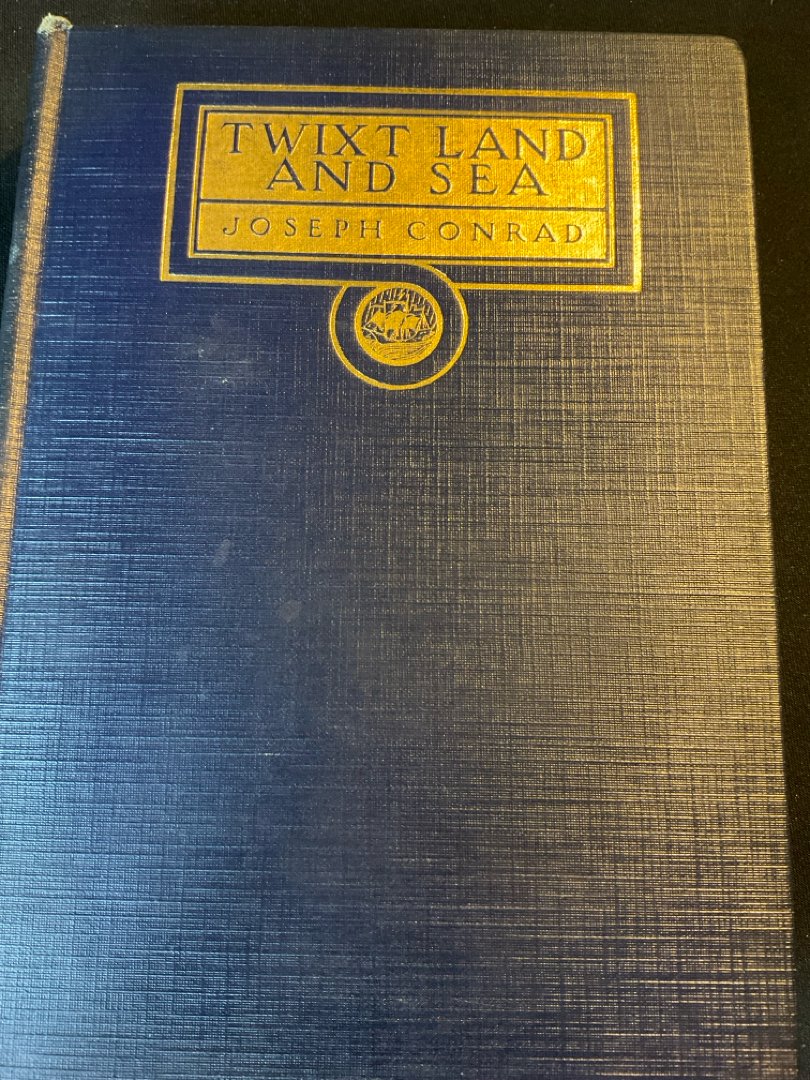 TWIXT LAND
AND SEA
JOSEPH CONRAD